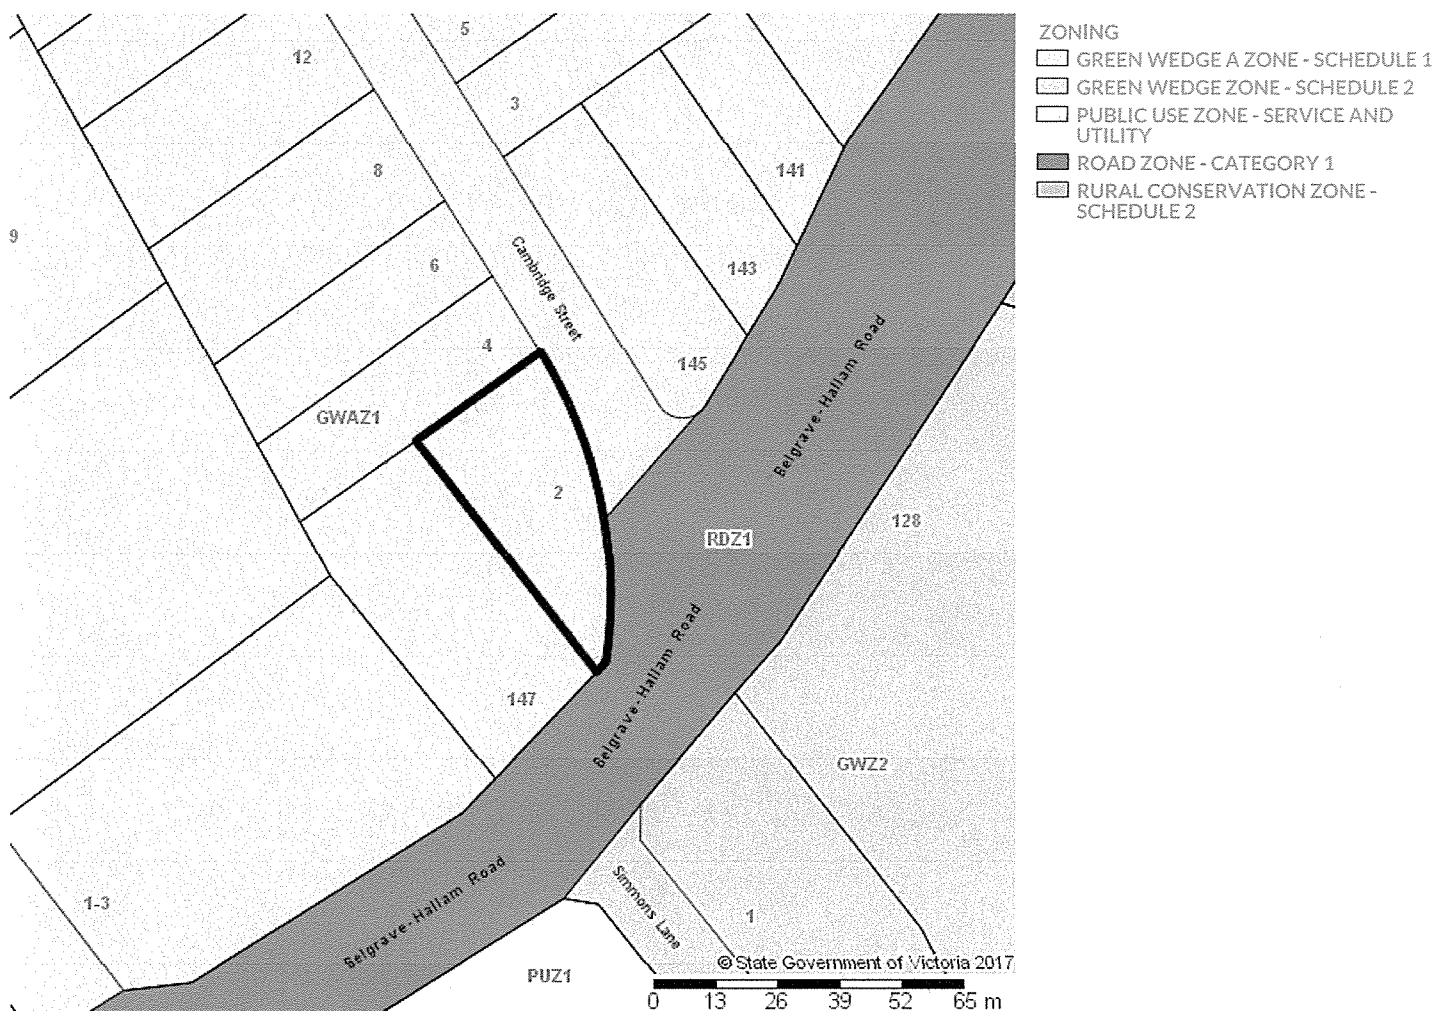 ZONING
GREEN WEDGE A ZONE - SCHEDULE 1
GREEN WEDGE ZONE - SCHEDULE 2
PUBLIC USE ZONE - SERVICE AND
UTILITY
ROAD ZONE - CATEGORY 1
RURAL CONSERVATION ZONE -
SCHEDULE 2
5
12
3
8
141
9
6
143
Cambridge Street
4
145
Belgrave-Hallam Road
GWAZ1
2
128
RDZ1
Belgrave-Hallam Road
147
GWZ2
1-3
Belgrave-Hallam Road
Simmons Lane
1
PUZ1
© State Government of Victoria 2017
0 13 26 39 52 65 m